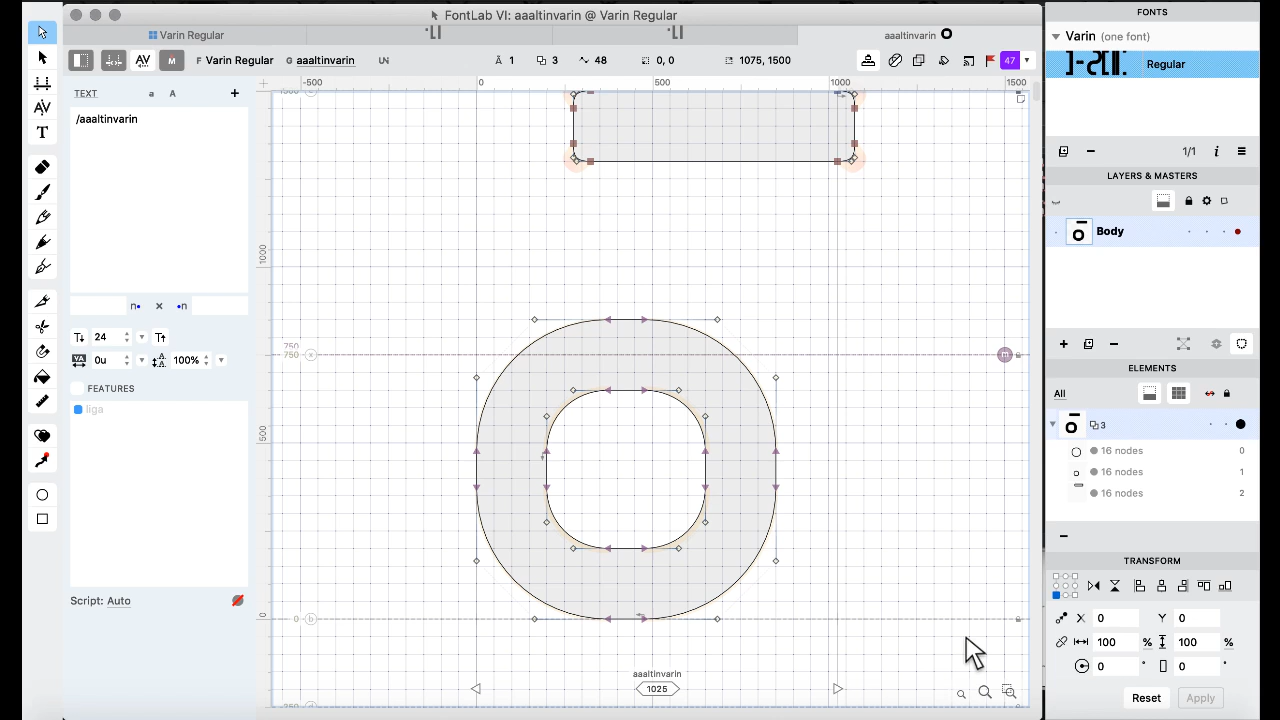 FontLab VI: aaaltinvarin @ Varin Regular
Varin Regular
aaaltinvarin
F Varin Regular G aaaltinvarin 1 3 48 0, 0 1075, 1500 47
TEXT a A +
/aaaltinvarin
n• × •n
24
0u 100%
FEATURES
liga
Script: Auto
-500 0 500 1000 1500
1000
750
750 x
500
0
0 b
m
aaaltinvarin
1025
FONTS
Varin (one font)
Regular
1/1
LAYERS & MASTERS
Body
ELEMENTS
All
3
16 nodes 0
16 nodes 1
16 nodes 2
TRANSFORM
X 0 Y 0
100 % 100 %
0 ° 0 °
Reset Apply